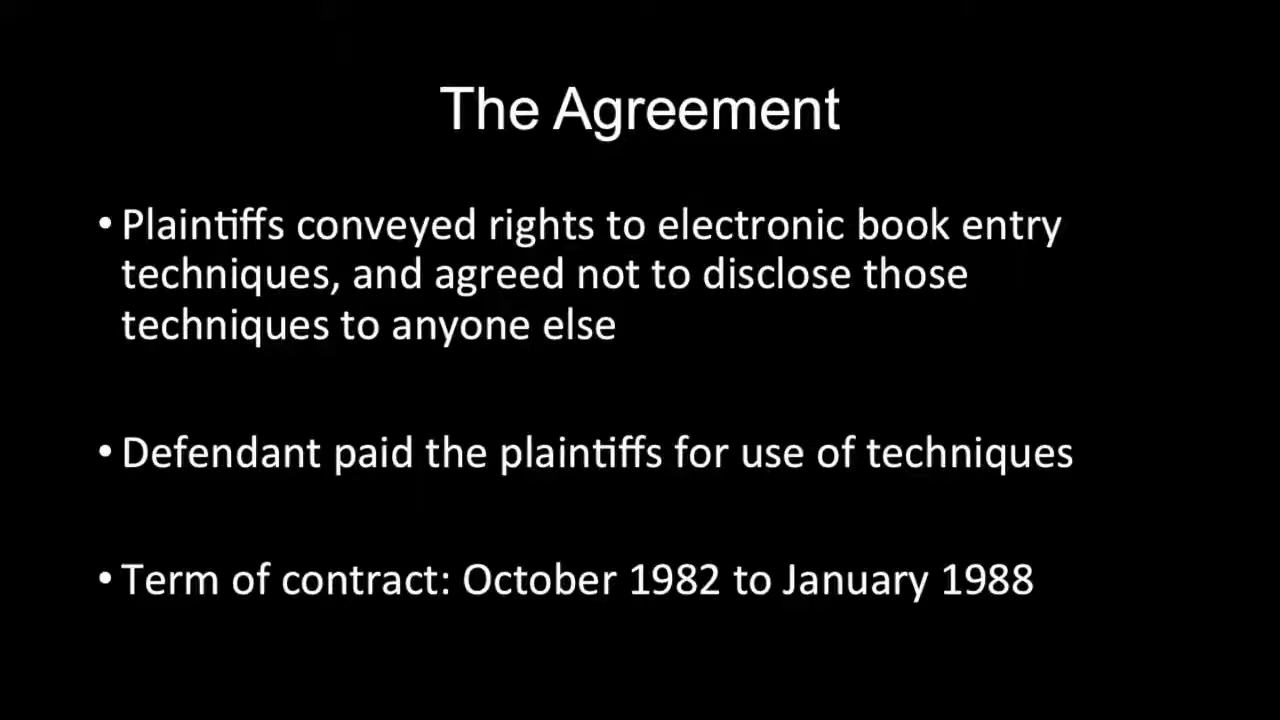 The Agreement
• Plaintiffs conveyed rights to electronic book entry
techniques, and agreed not to disclose those
techniques to anyone else
• Defendant paid the plaintiffs for use of techniques
• Term of contract: October 1982 to January 1988